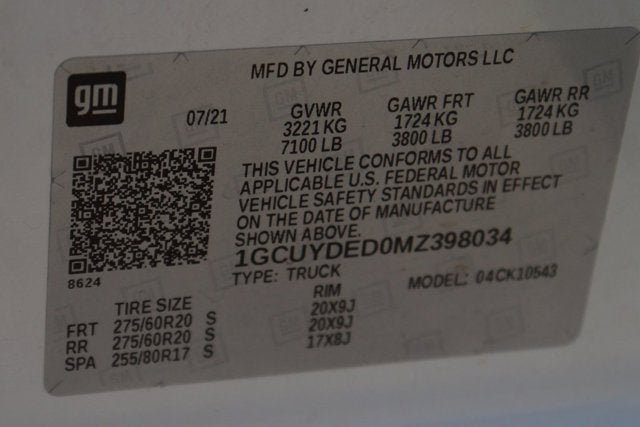 gm
MFD BY GENERAL MOTORS LLC
07/21 GVWR GAWR FRT GAWR RR
3221 KG 1724 KG 1724 KG
7100 LB 3800 LB 3800 LB
THIS VEHICLE CONFORMS TO ALL
APPLICABLE U.S. FEDERAL MOTOR
VEHICLE SAFETY STANDARDS IN EFFECT
ON THE DATE OF MANUFACTURE
SHOWN ABOVE.
1GCUYDED0MZ398034
8624
TYPE: TRUCK MODEL: 04CK10543
TIRE SIZE RIM
FRT 275/60R20 S 20X9J
RR 275/60R20 S 20X9J
SPA 255/80R17 S 17X8J